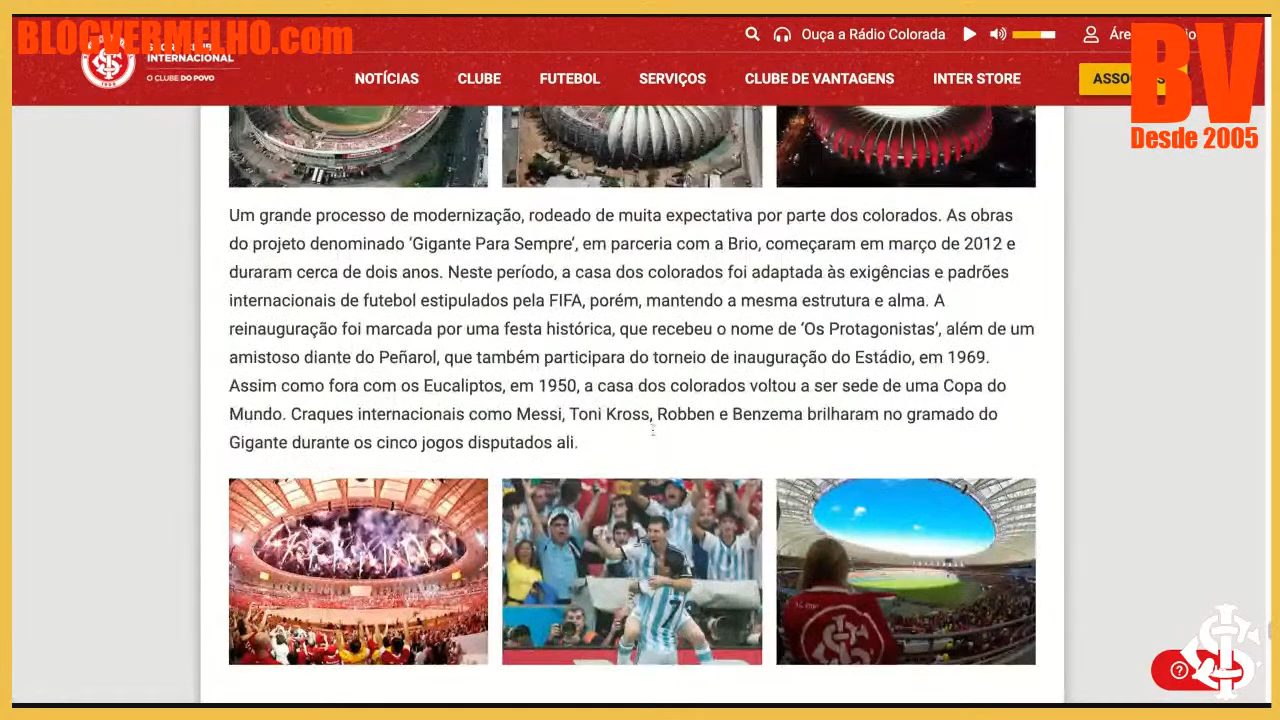 BLOGVERMELHO.com
INTERNACIONAL
O CLUBE DO POVO
Ouça a Rádio Colorada
NOTÍCIAS CLUBE FUTEBOL SERVIÇOS CLUBE DE VANTAGENS INTER STORE
BV
Desde 2005
Um grande processo de modernização, rodeado de muita expectativa por parte dos colorados. As obras
do projeto denominado ‘Gigante Para Sempre’, em parceria com a Brio, começaram em março de 2012 e
duraram cerca de dois anos. Neste período, a casa dos colorados foi adaptada às exigências e padrões
internacionais de futebol estipulados pela FIFA, porém, mantendo a mesma estrutura e alma. A
reinauguração foi marcada por uma festa histórica, que recebeu o nome de ‘Os Protagonistas’, além de um
amistoso diante do Peñarol, que também participara do torneio de inauguração do Estádio, em 1969.
Assim como fora com os Eucaliptos, em 1950, a casa dos colorados voltou a ser sede de uma Copa do
Mundo. Craques internacionais como Messi, Toni Kross, Robben e Benzema brilharam no gramado do
Gigante durante os cinco jogos disputados ali.